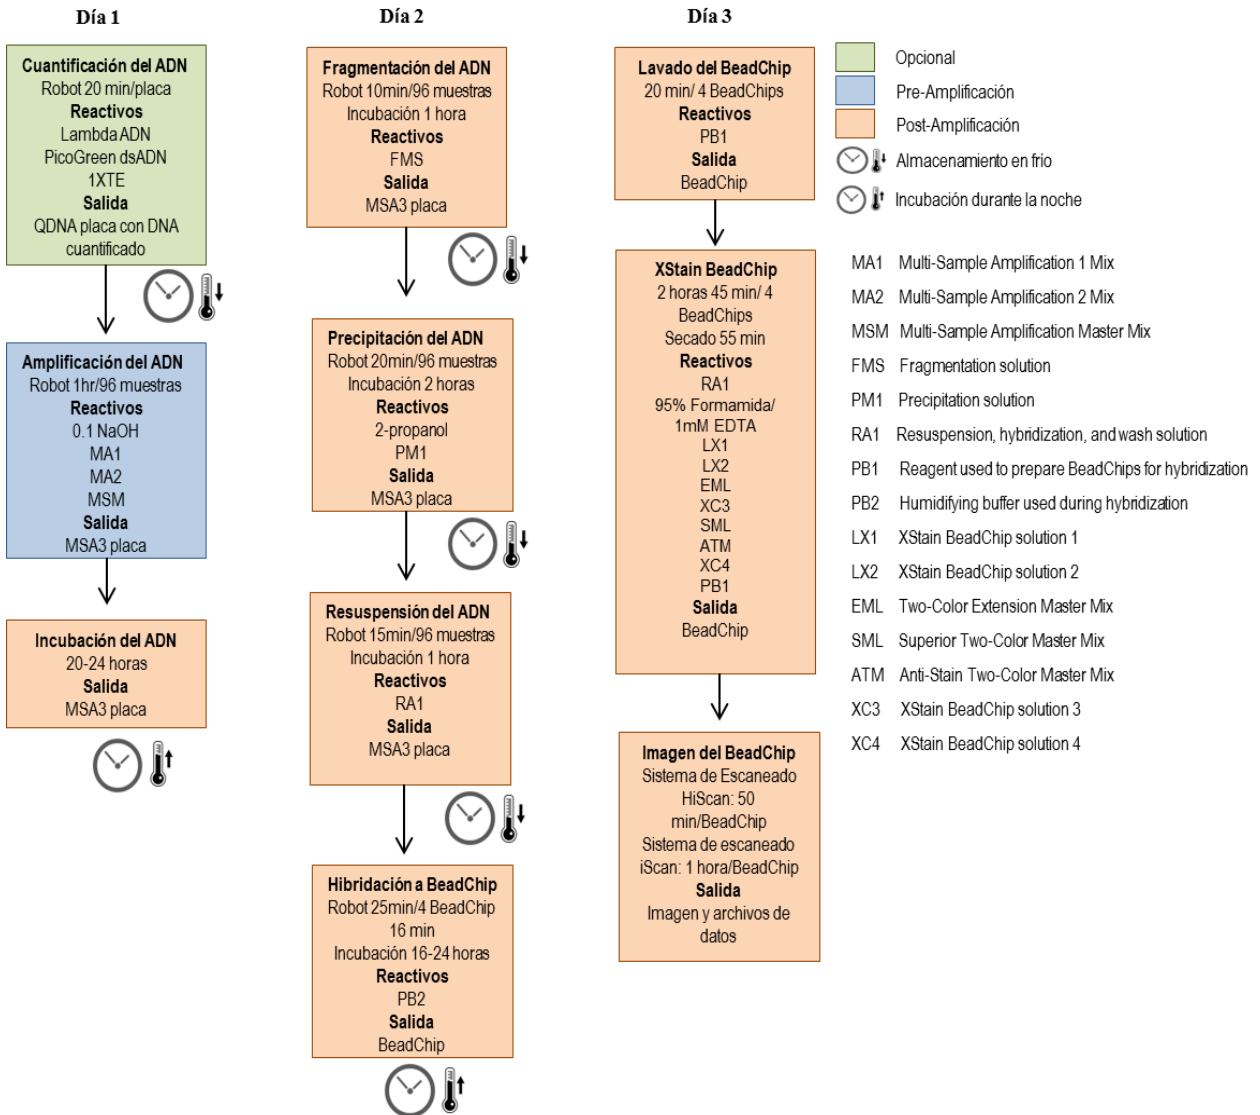 Día 1
Cuantificación del ADN
Robot 20 min/placa
Reactivos
Lambda ADN
PicoGreen dsADN
1XTE
Salida
QDNA placa con DNA
cuantificado
Amplificación del ADN
Robot 1hr/96 muestras
Reactivos
0.1 NaOH
MA1
MA2
MSM
Salida
MSA3 placa
Incubación del ADN
20-24 horas
Salida
MSA3 placa
Día 2
Fragmentación del ADN
Robot 10min/96 muestras
Incubación 1 hora
Reactivos
FMS
Salida
MSA3 placa
Precipitación del ADN
Robot 20min/96 muestras
Incubación 2 horas
Reactivos
2-propanol
PM1
Salida
MSA3 placa
Resuspensión del ADN
Robot 15min/96 muestras
Incubación 1 hora
Reactivos
RA1
Salida
MSA3 placa
Hibridación a BeadChip
Robot 25min/4 BeadChip
16 min
Incubación 16-24 horas
Reactivos
PB2
Salida
BeadChip
Día 3
Lavado del BeadChip
20 min/ 4 BeadChips
Reactivos
PB1
Salida
BeadChip
XStain BeadChip
2 horas 45 min/ 4
BeadChips
Secado 55 min
Reactivos
RA1
95% Formamida/
1mM EDTA
LX1
LX2
EML
XC3
SML
ATM
XC4
PB1
Salida
BeadChip
Imagen del BeadChip
Sistema de Escaneado
HiScan: 50
min/BeadChip
Sistema de escaneado
iScan: 1 hora/BeadChip
Salida
Imagen y archivos de
datos
Opcional
Pre-Amplificación
Post-Amplificación
Almacenamiento en frio
Incubación durante la noche
MA1 Multi-Sample Amplification 1 Mix
MA2 Multi-Sample Amplification 2 Mix
MSM Multi-Sample Amplification Master Mix
FMS Fragmentation solution
PM1 Precipitation solution
RA1 Resuspension, hybridization, and wash solution
PB1 Reagent used to prepare BeadChips for hybridization
PB2 Humidifying buffer used during hybridization
LX1 XStain BeadChip solution 1
LX2 XStain BeadChip solution 2
EML Two-Color Extension Master Mix
SML Superior Two-Color Master Mix
ATM Anti-Stain Two-Color Master Mix
XC3 XStain BeadChip solution 3
XC4 XStain BeadChip solution 4